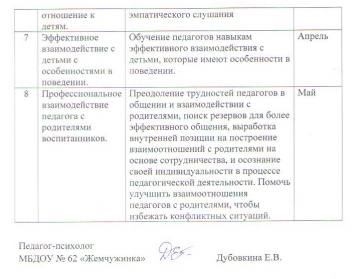 отношение к эмпатического слушания
детям.
7 Эффективное Обучение педагогов навыкам Апрель
взаимодействие с эффективного взаимодействия с
детьми с детьми, которые имеют особенности в
особенностями в поведении.
поведении.
8 Профессиональное Преодоление трудностей педагогов в Май
взаимодействие общении и взаимодействии с
педагога с родителями, поиск резервов для более
родителями эффективного общения, выработка
воспитанников. внутренней позиции на построение
взаимоотношений с родителями на
основе сотрудничества, и осознание
своей индивидуальности в процессе
педагогической деятельности. Помочь
улучшить взаимоотношения
педагогов с родителями, чтобы
избежать конфликтных ситуаций.
Педагог-психолог
МБДОУ № 62 «Жемчужинка» Дубовкина Е.В.